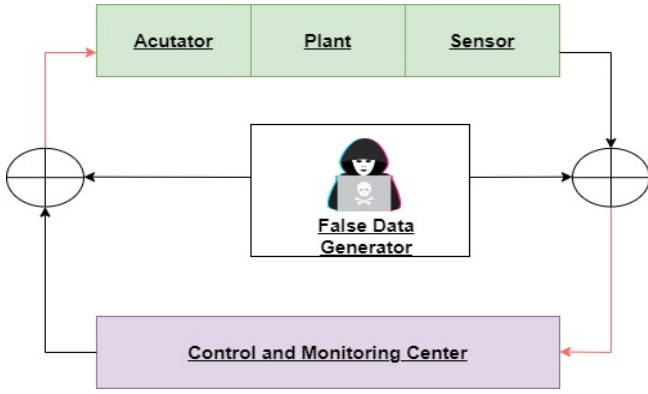 Acutator
Plant
Sensor
False Data
Generator
Control and Monitoring Center